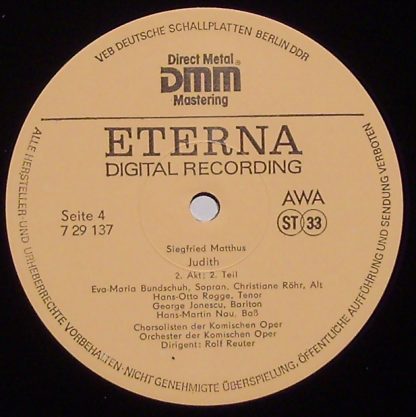 VEB DEUTSCHE SCHALLPLATTEN BERLIN DDR
Direct Metal
DMM
Mastering
ETERNA
DIGITAL RECORDING
Seite 4
7 29 137
AWA
ST 33
Siegfried Matthus
Judith
2. Akt: 2. Teil
Eva-Maria Bundschuh, Sopran, Christiane Röhr, Alt
Hans-Otto Rogge, Tenor
George Jonescu, Bariton
Hans-Martin Nau, Baß
Chorsolisten der Komischen Oper
Orchester der Komischen Oper
Dirigent: Rolf Reuter
ALLE HERSTELLER- UND URHEBERRECHTE VORBEHALTEN·NICHT GENEHMIGTE ÜBERSPIELUNG, ÖFFENTLICHE AUFFÜHRUNG UND SENDUNG VERBOTEN